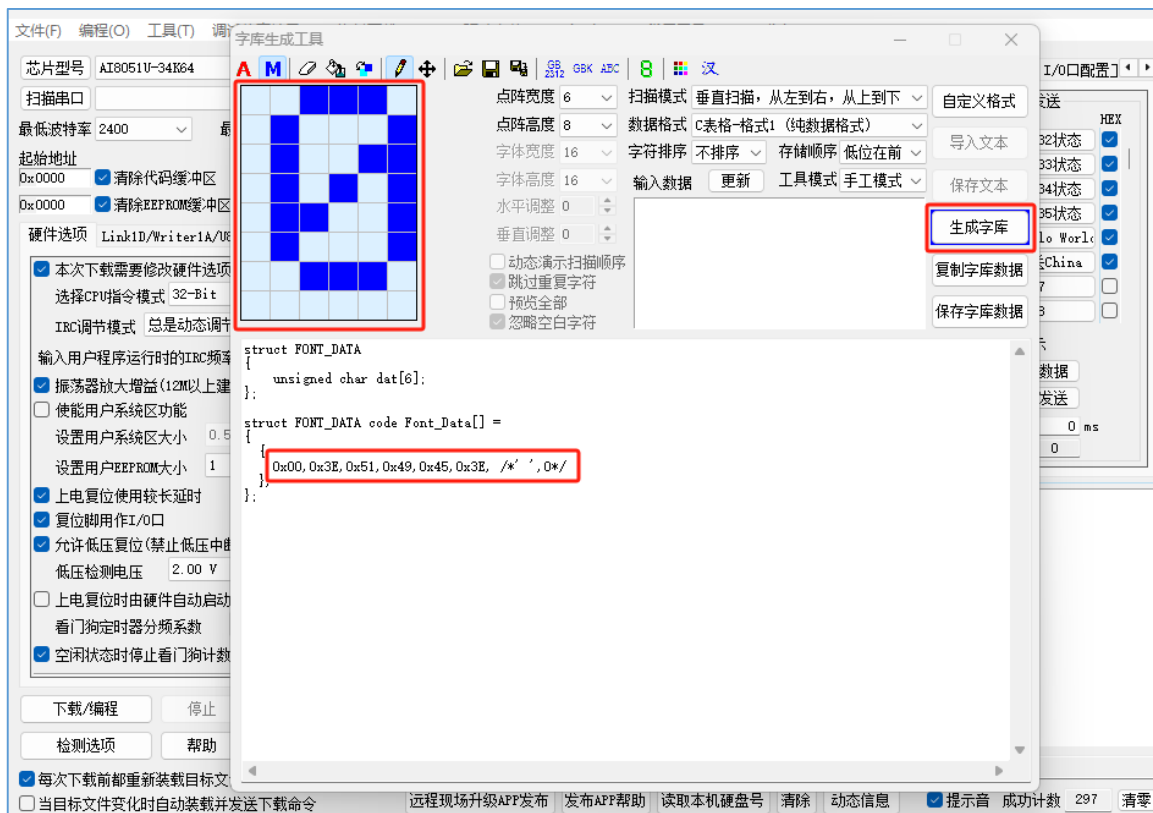 文件(F) 编程(O) 工具(T)
字库生成工具
芯片型号 AI8051U-34K64
A M GB2312 GBK ABC 8 汉
I/0口配置
扫描串口
点阵宽度 6 扫描模式 垂直扫描，从左到右，从上到下 自定义格式
HEX
最低波特率 2400
点阵高度 8 数据格式 C表格-格式1 (纯数据格式)
起始地址
字体宽度 16 字符排序 不排序 存储顺序 低位在前 导入文本
32状态
33状态
0x0000 清除代码缓冲区
字体高度 16 输入数据 更新 工具模式 手工模式 保存文本
34状态
0x0000 清除EEPROM缓冲区
水平调整 0
35状态
硬件选项 Link1D/Writer1A/U8
垂直调整 0 生成字库
lo World
本次下载需要修改硬件选项
动态演示扫描顺序
China
跳过重复字符 复制字库数据
7
选择CPU指令模式 32-Bit
预览全部
8
IRC调节模式 总是动态调节
忽略空白字符 保存字库数据
输入用户程序运行时的IRC频率
struct FONT_DATA
{
unsigned char dat[6];
};
数据
振荡器放大增益(12M以上建
使能用户系统区功能
发送
设置用户系统区大小 0.5
struct FONT_DATA code Font_Data[] =
{
{
0 ms
0
设置用户EEPROM大小 1
0x00,0x3E,0x51,0x49,0x45,0x3E, /*' ',0*/
},
};
上电复位使用较长延时
复位脚用作I/O口
允许低压复位(禁止低压中断
低压检测电压 2.00 V
上电复位时由硬件自动启动
看门狗定时器分频系数
空闲状态时停止看门狗计数
下载/编程 停止
检测选项 帮助
每次下载前都重新装载目标文
当目标文件变化时自动装载并发送下载命令 远程现场升级APP发布 发布APP帮助 读取本机硬盘号 清除 动态信息 提示音 成功计数 297 清零